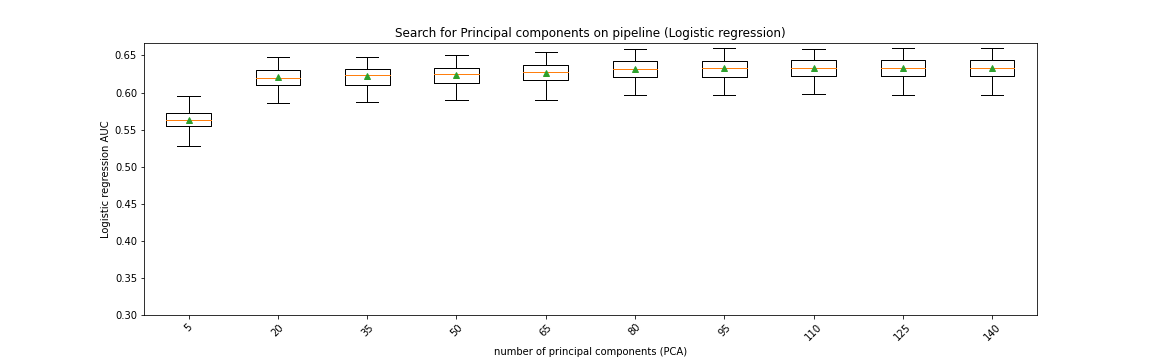 Search for Principal components on pipeline (Logistic regression)
Logistic regression AUC
0.65
0.60
0.55
0.50
0.45
0.40
0.35
0.30
5 20 35 50 65 80 95 110 125 140
number of principal components (PCA)